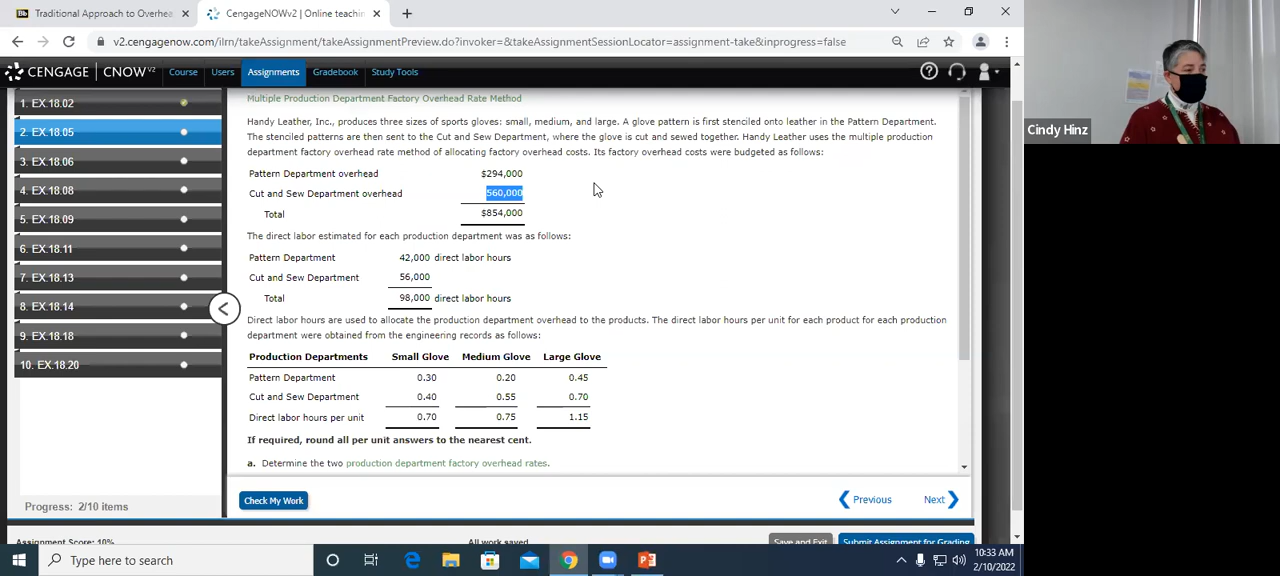 Traditional Approach to Overhea
CengageNOWv2 | Online teachin
v2.cengagenow.com/ilrn/takeAssignment/takeAssignmentPreview.do?invoker=&takeAssignmentSessionLocator=assignment-take&inprogress=false
CENGAGE | CNOWv2 Course Users Assignments Gradebook Study Tools
1. EX.18.02
2. EX.18.05
3. EX.18.06
4. EX.18.08
5. EX.18.09
6. EX.18.11
7. EX.18.13
8. EX.18.14
9. EX.18.18
10. EX.18.20
Progress: 2/10 items
Multiple Production Department Factory Overhead Rate Method
Handy Leather, Inc., produces three sizes of sports gloves: small, medium, and large. A glove pattern is first stenciled onto leather in the Pattern Department.
The stenciled patterns are then sent to the Cut and Sew Department, where the glove is cut and sewed together. Handy Leather uses the multiple production
department factory overhead rate method of allocating factory overhead costs. Its factory overhead costs were budgeted as follows:
Pattern Department overhead $294,000
Cut and Sew Department overhead 560,000
Total $854,000
The direct labor estimated for each production department was as follows:
Pattern Department 42,000 direct labor hours
Cut and Sew Department 56,000
Total 98,000 direct labor hours
Direct labor hours are used to allocate the production department overhead to the products. The direct labor hours per unit for each product for each production
department were obtained from the engineering records as follows:
Production Departments Small Glove Medium Glove Large Glove
Pattern Department 0.30 0.20 0.45
Cut and Sew Department 0.40 0.55 0.70
Direct labor hours per unit 0.70 0.75 1.15
If required, round all per unit answers to the nearest cent.
a. Determine the two production department factory overhead rates.
Check My Work Previous Next
Assignment Score: 10% All work saved. Save and Exit Submit Assignment for Grading
Type here to search
10:33 AM
2/10/2022
Cindy Hinz